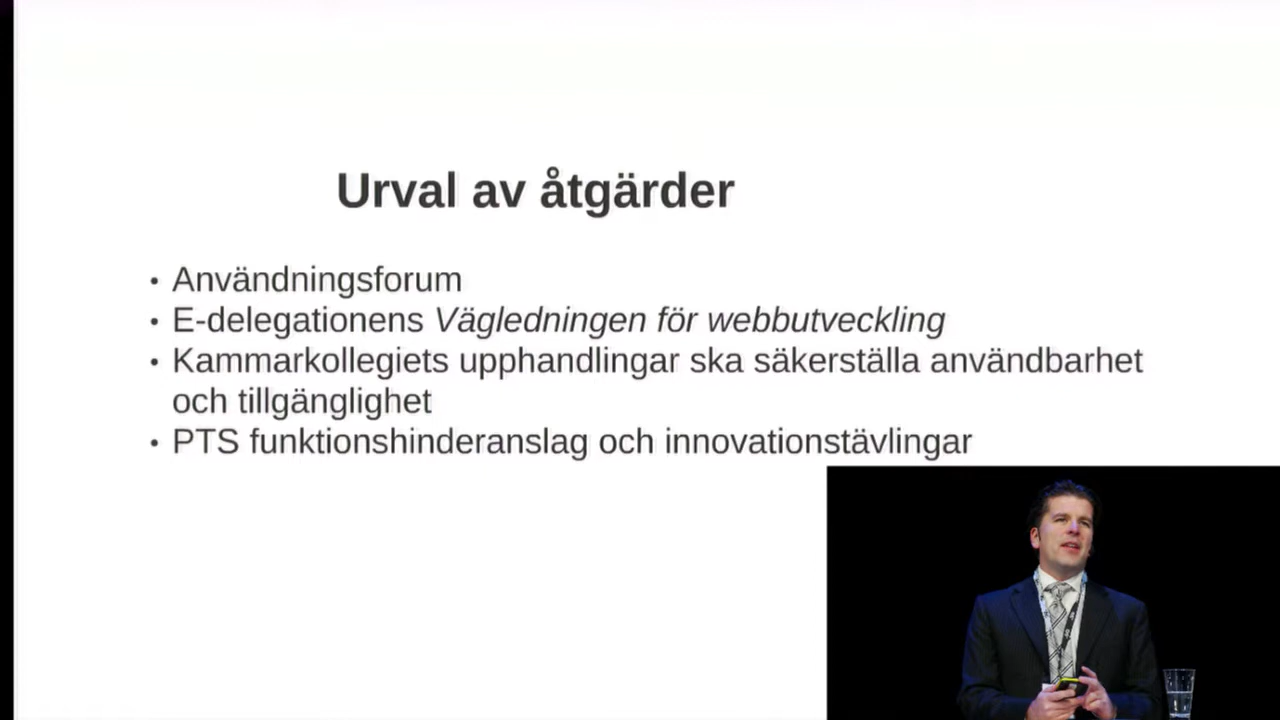 Urval av åtgärder
• Användningsforum
• E-delegationens Vägledningen för webbutveckling
• Kammarkollegiets upphandlingar ska säkerställa användbarhet
och tillgänglighet
• PTS funktionshinderanslag och innovationstävlingar